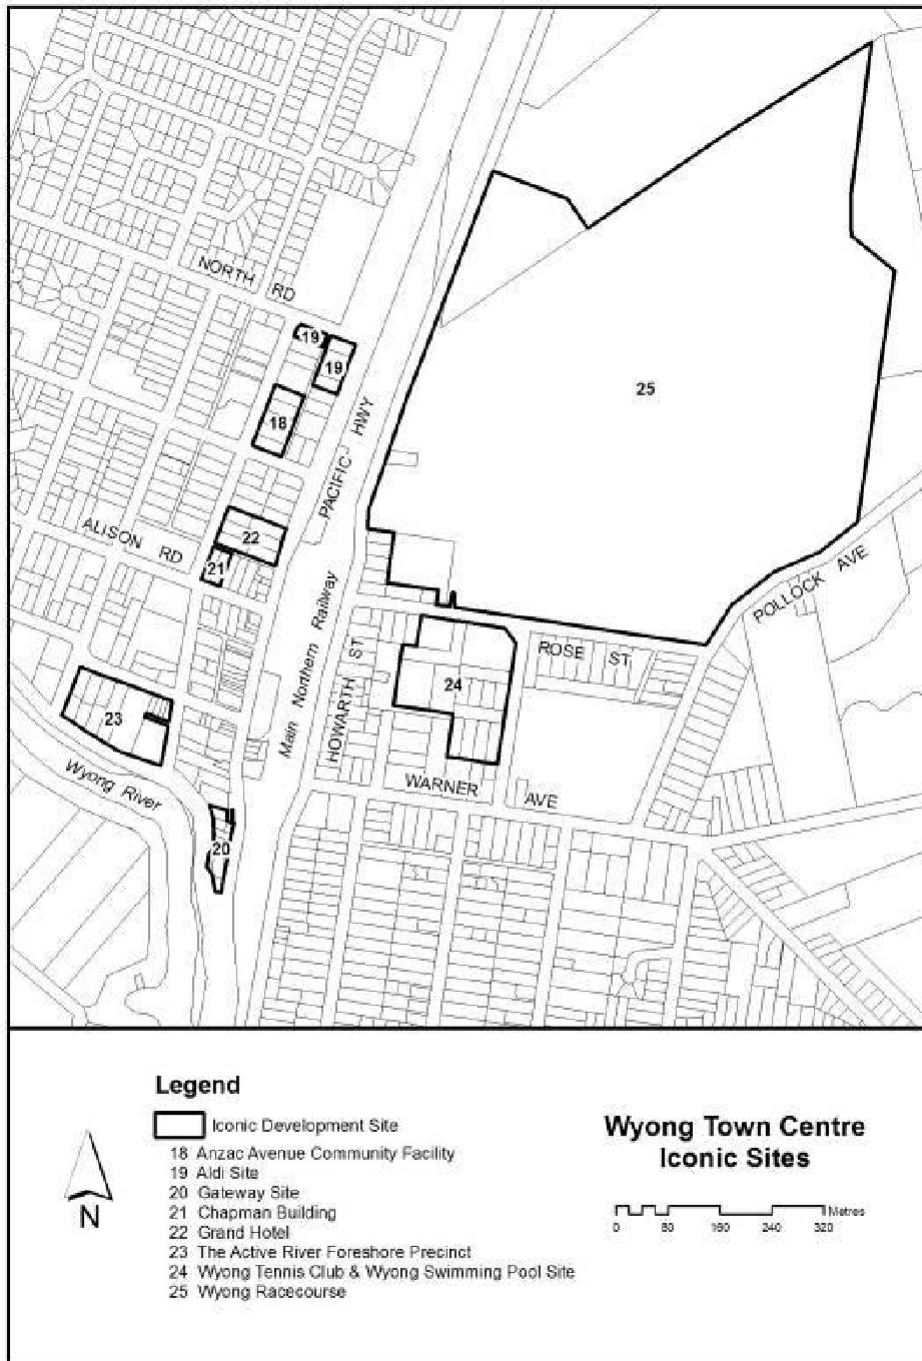 NORTH RD
19
19
25
18
PACIFIC HWY
22
ALISON RD
21
POLLOCK AVE
Main Northern Railway
HOWARTH ST
ROSE ST
24
23
Wyong River
WARNER AVE
20
Legend
Iconic Development Site
18 Anzac Avenue Community Facility
19 Aldi Site
20 Gateway Site
21 Chapman Building
22 Grand Hotel
23 The Active River Foreshore Precinct
24 Wyong Tennis Club & Wyong Swimming Pool Site
25 Wyong Racecourse
N
Wyong Town Centre
Iconic Sites
Metres
0 80 160 240 320